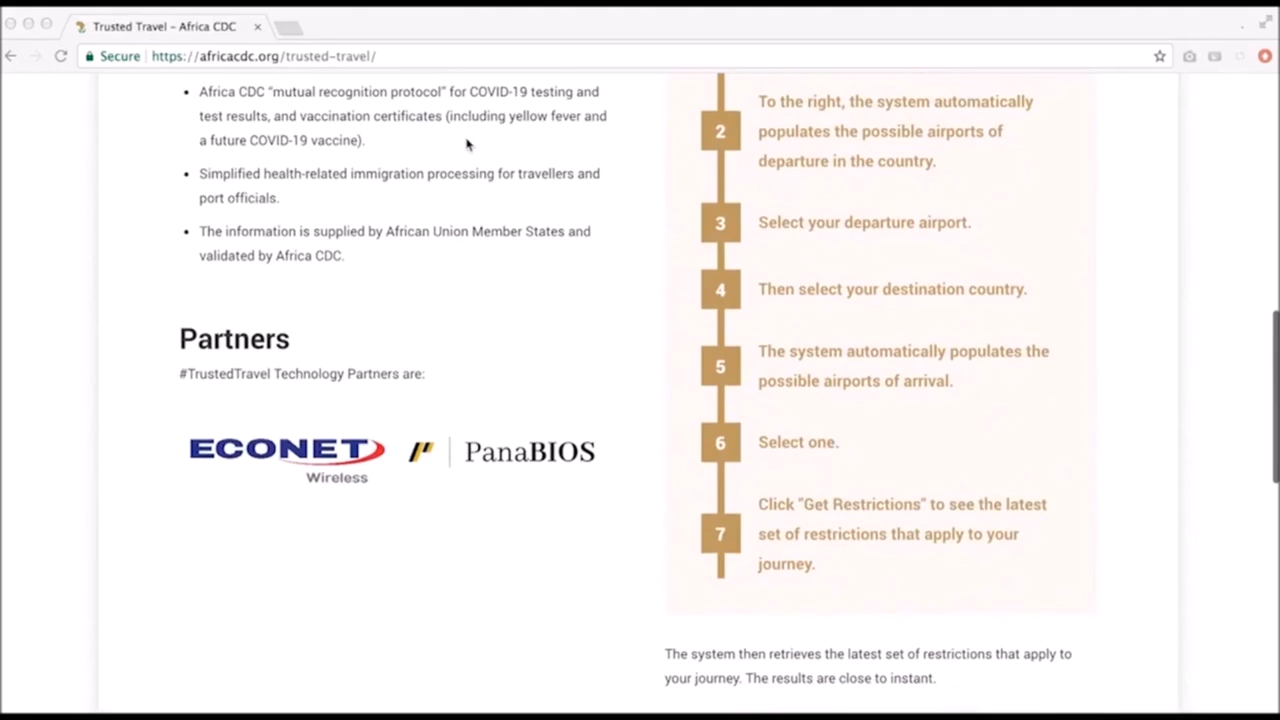 Trusted Travel – Africa CDC
Secure https://africacdc.org/trusted-travel/
Africa CDC “mutual recognition protocol” for COVID-19 testing and
test results, and vaccination certificates (including yellow fever and
a future COVID-19 vaccine).
Simplified health-related immigration processing for travellers and
port officials.
The information is supplied by African Union Member States and
validated by Africa CDC.
Partners
#TrustedTravel Technology Partners are:
ECONET
Wireless
PanaBIOS
2
To the right, the system automatically
populates the possible airports of
departure in the country.
3
Select your departure airport.
4
Then select your destination country.
5
The system automatically populates the
possible airports of arrival.
6
Select one.
7
Click “Get Restrictions” to see the latest
set of restrictions that apply to your
journey.
The system then retrieves the latest set of restrictions that apply to
your journey. The results are close to instant.